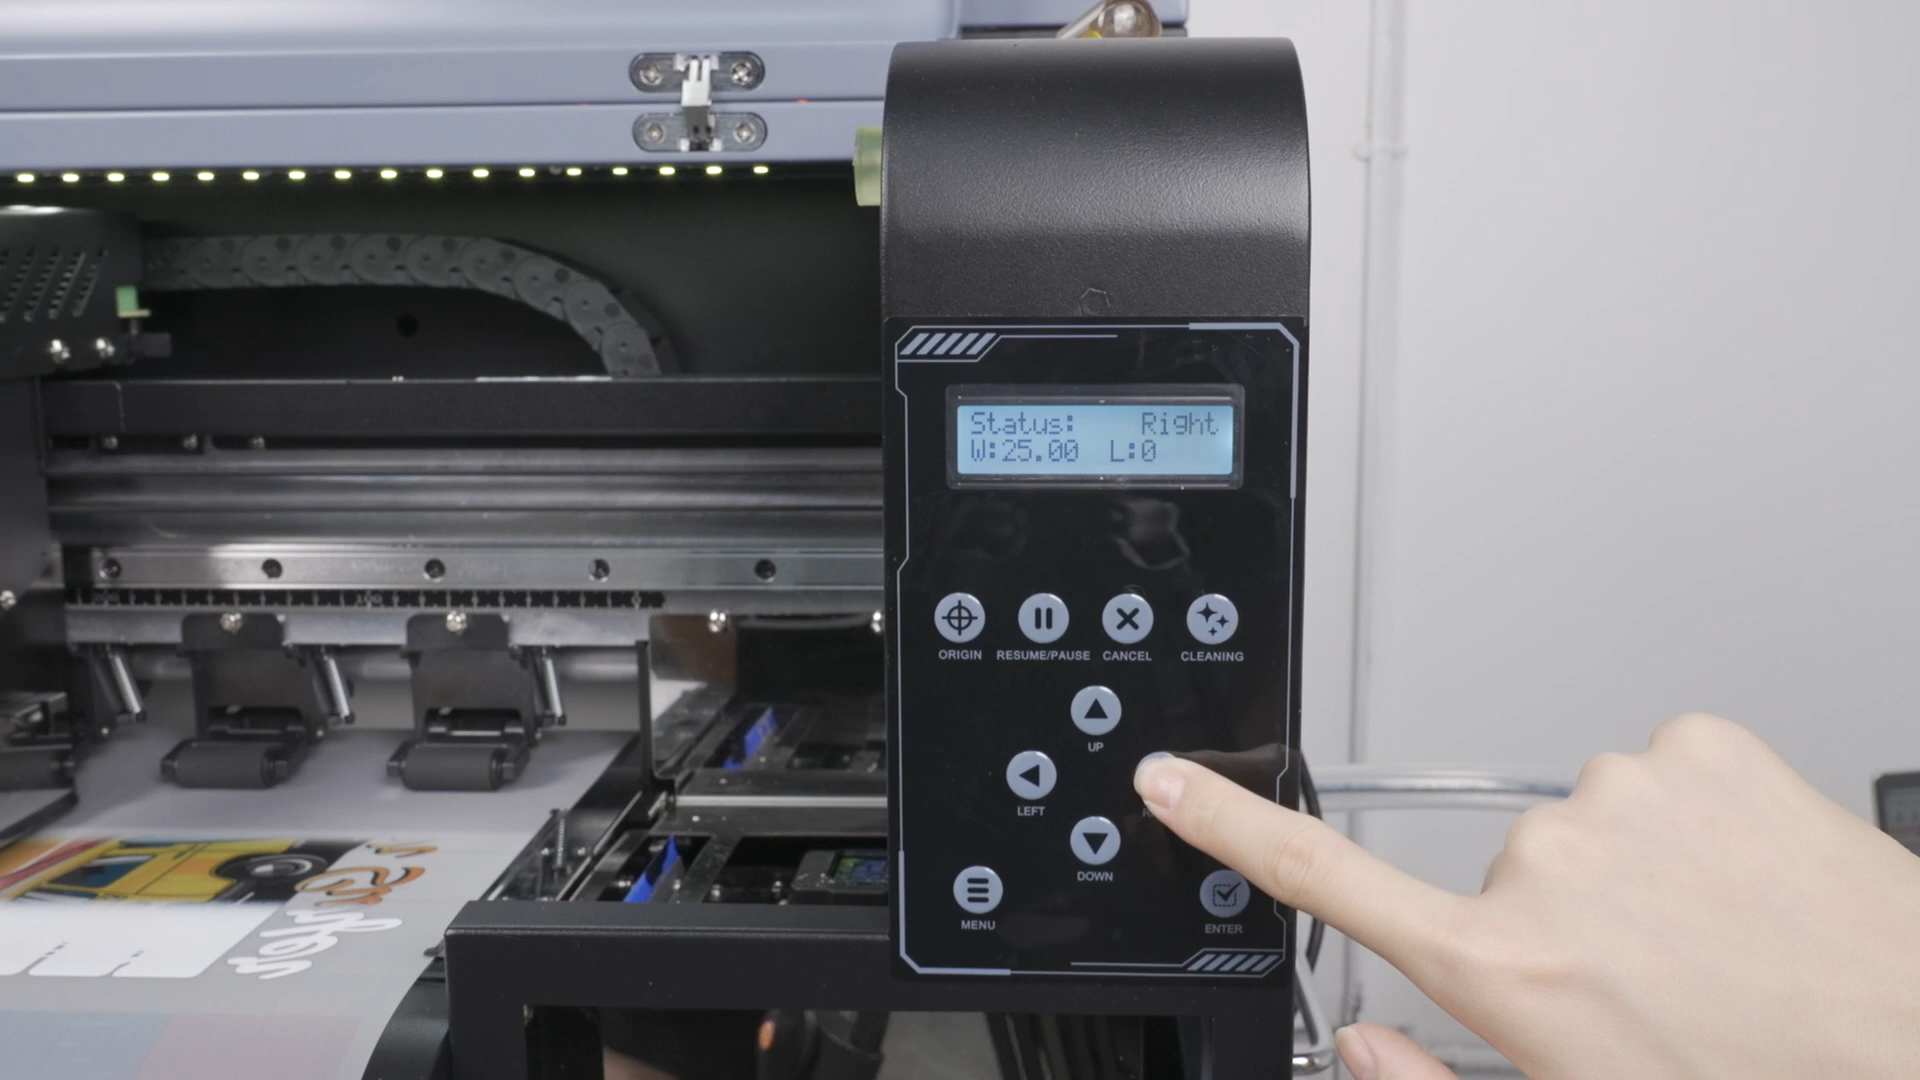 Status: Right
W:25.00 L:0
ORIGIN RESUME/PAUSE CANCEL CLEANING
UP
LEFT
DOWN
MENU ENTER